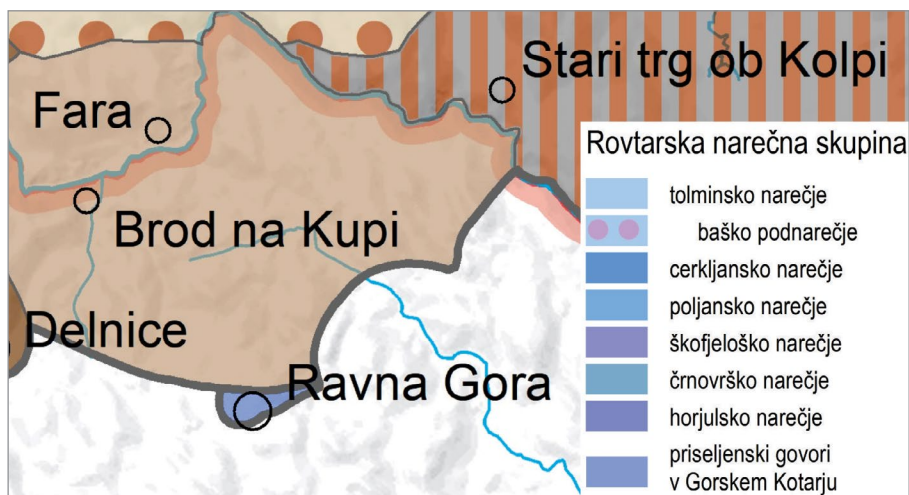 Stari trg ob Kolpi
Fara
Brod na Kupi
Delnice
Ravna Gora
Rovtarska narečna skupina
tolminsko narečje
baško podnarečje
cerkljansko narečje
poljansko narečje
škofjeloško narečje
črnovrško narečje
horjulsko narečje
priseljenski govori
v Gorskem Kotarju